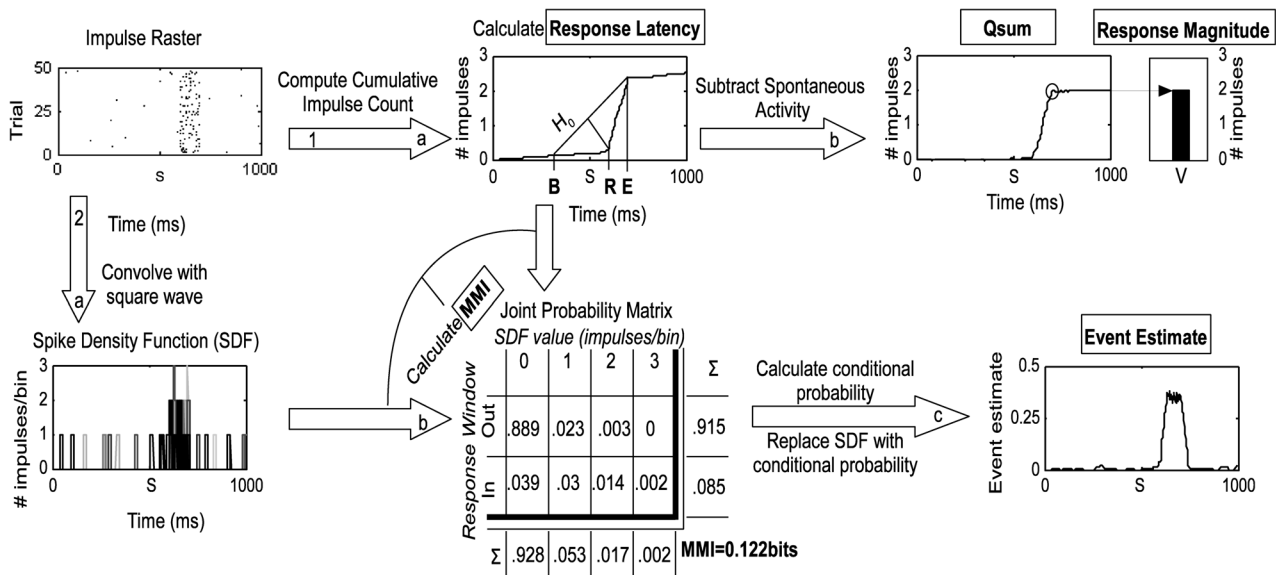 Impulse Raster
50
25
0
Trial
0
S
1000
Time (ms)
Compute Cumulative
Impulse Count
1
a
Calculate Response Latency
3
2
1
0
# impulses
H0
0
S
1000
B
R
E
Time (ms)
Subtract Spontaneous
Activity
b
Qsum
3
2
1
0
# impulses
0
S
1000
Time (ms)
Response Magnitude
3
2
1
0
# impulses
V
2
a
Convolve with
square wave
Spike Density Function (SDF)
3
2
1
0
# impulses/bin
0
S
1000
Time (ms)
b
Calculate MMI
Joint Probability Matrix
SDF value (impulses/bin)
0 1 2 3 Σ
Response Window
Out .889 .023 .003 0 .915
In .039 .03 .014 .002 .085
Σ .928 .053 .017 .002
MMI=0.122bits
Calculate conditional
probability
c
Replace SDF with
conditional probability
Event Estimate
0.5
0.25
0
Event estimate
0
S
1000
Time (ms)